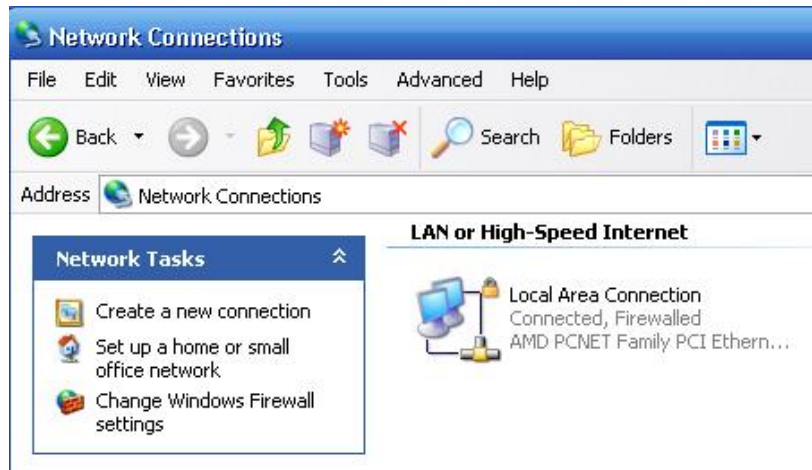 Network Connections
File Edit View Favorites Tools Advanced Help
Back Search Folders
Address Network Connections
Network Tasks
Create a new connection
Set up a home or small
office network
Change Windows Firewall
settings
LAN or High-Speed Internet
Local Area Connection
Connected, Firewalled
AMD PCNET Family PCI Ethern...